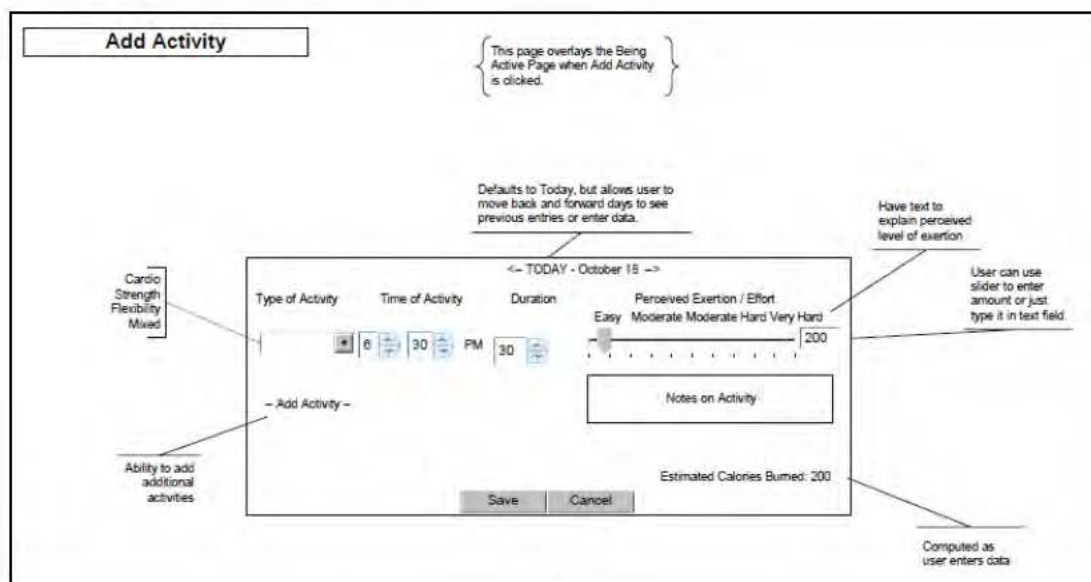 Add Activity
This page overlays the Being
Active Page when Add Activity
is clicked.
Defaults to Today, but allows user to
move back and forward days to see
previous entries or enter data.
Have text to
explain perceived
level of exertion
<-- TODAY - October 18 -->
Cardio
Strength
Flexibility
Mixed
Type of Activity Time of Activity Duration Perceived Exertion / Effort
User can use
slider to enter
amount or just
type it in text field
Easy Moderate Moderate Hard Very Hard
6 30 PM 30 200
-- Add Activity --
Notes on Activity
Ability to add
additional
activities
Estimated Calories Burned: 200
Save Cancel
Computed as
user enters data